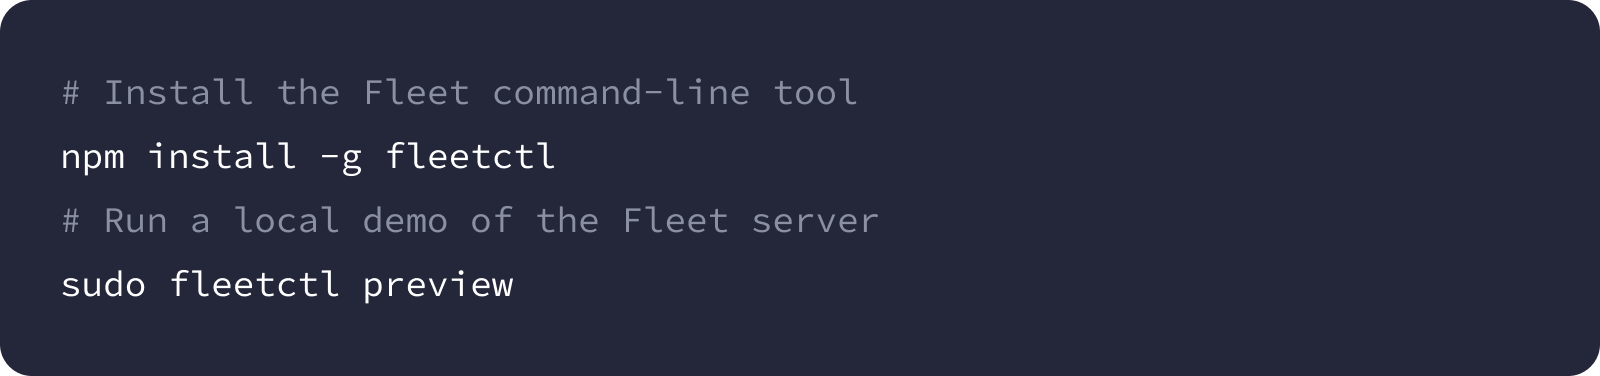 # Install the Fleet command-line tool
npm install -g fleetctl
# Run a local demo of the Fleet server
sudo fleetctl preview